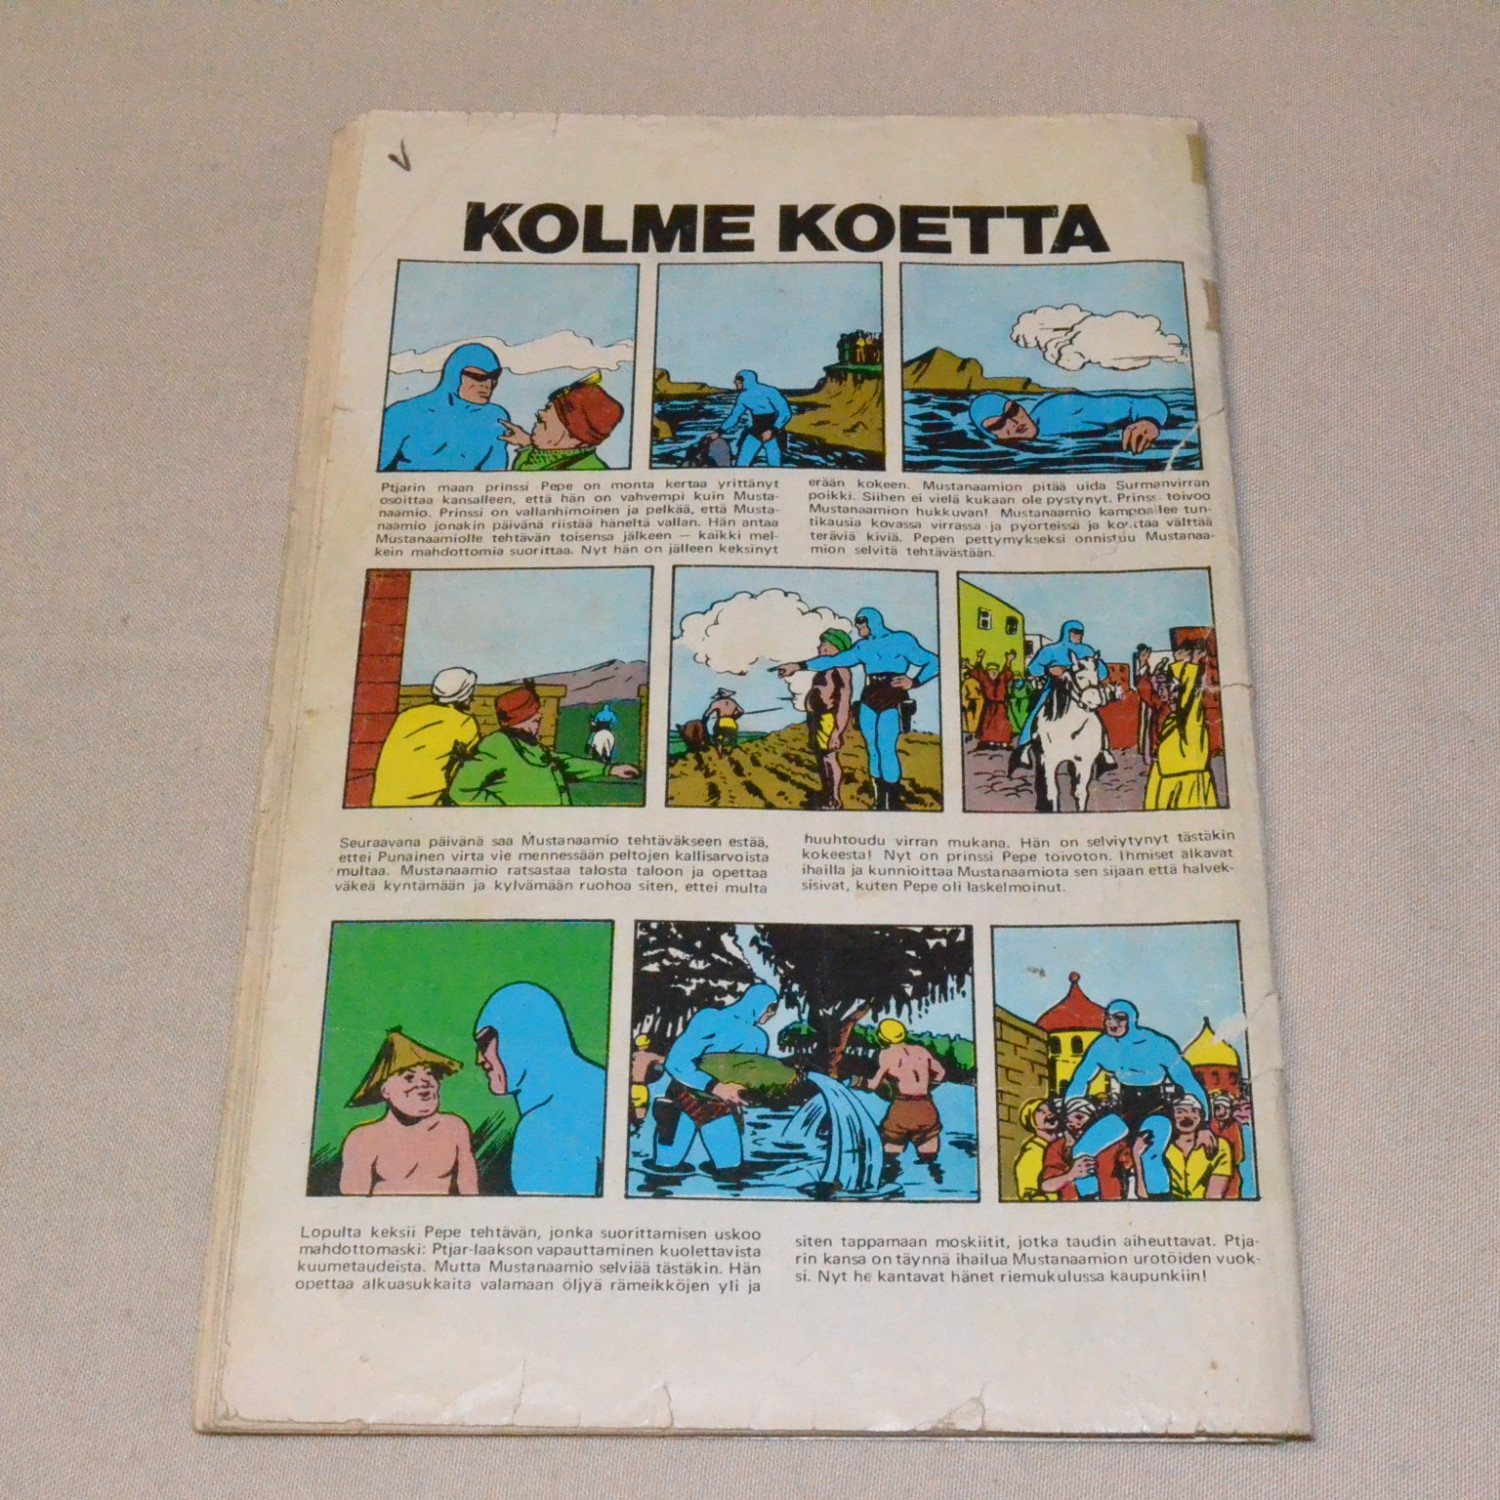 KOLME KOETTA
Ptjarin maan prinssi Pepe on monta kertaa yrittänyt
osoittaa kansalleen, että hän on vahvempi kuin Musta-
naamio. Prinssi on vallanhimoinen ja pelkää, että Musta-
naamio jonakin päivänä riistää häneltä vallan. Hän antaa
Mustanaamiolle tehtävän toisensa jälkeen — kaikki mel-
kein mahdottomia suorittaa. Nyt hän on jälleen keksinyt
erään kokeen. Mustanaamion pitää uida Surmanvirran
poikki. Siihen ei vielä kukaan ole pystynyt. Prinssi toivoo
Mustanaamion hukkuvan! Mustanaamio kamppailee tun-
tikausia kovassa virrassa ja pyörteissä ja koettaa välttää
teräviä kiviä. Pepen pettymykseksi onnistuu Mustanaa-
mion selvitä tehtävästään.
Seuraavana päivänä saa Mustanaamio tehtäväkseen estää,
ettei Punainen virta vie mennessään peltojen kallisarvoista
multaa. Mustanaamio ratsastaa talosta taloon ja opettaa
väkeä kyntämään ja kylvämään ruohoa siten, ettei multa
huuhtoudu virran mukana. Hän on selviytynyt tästäkin
kokeesta! Nyt on prinssi Pepe toivoton. Ihmiset alkavat
ihailla ja kunnioittaa Mustanaamiota sen sijaan että halvek-
sisivat, kuten Pepe oli laskelmoinut.
Lopulta keksii Pepe tehtävän, jonka suorittamisen uskoo
mahdottomaski: Ptjar-laakson vapauttaminen kuolettavista
kuumetaudeista. Mutta Mustanaamio selviää tästäkin. Hän
opettaa alkuasukkaita valamaan öljyä rämeikköjen yli ja
siten tappamaan moskiitit, jotka taudin aiheuttavat. Ptja-
rin kansa on täynnä ihailua Mustanaamion urotöiden vuok-
si. Nyt he kantavat hänet riemukulussa kaupunkiin!